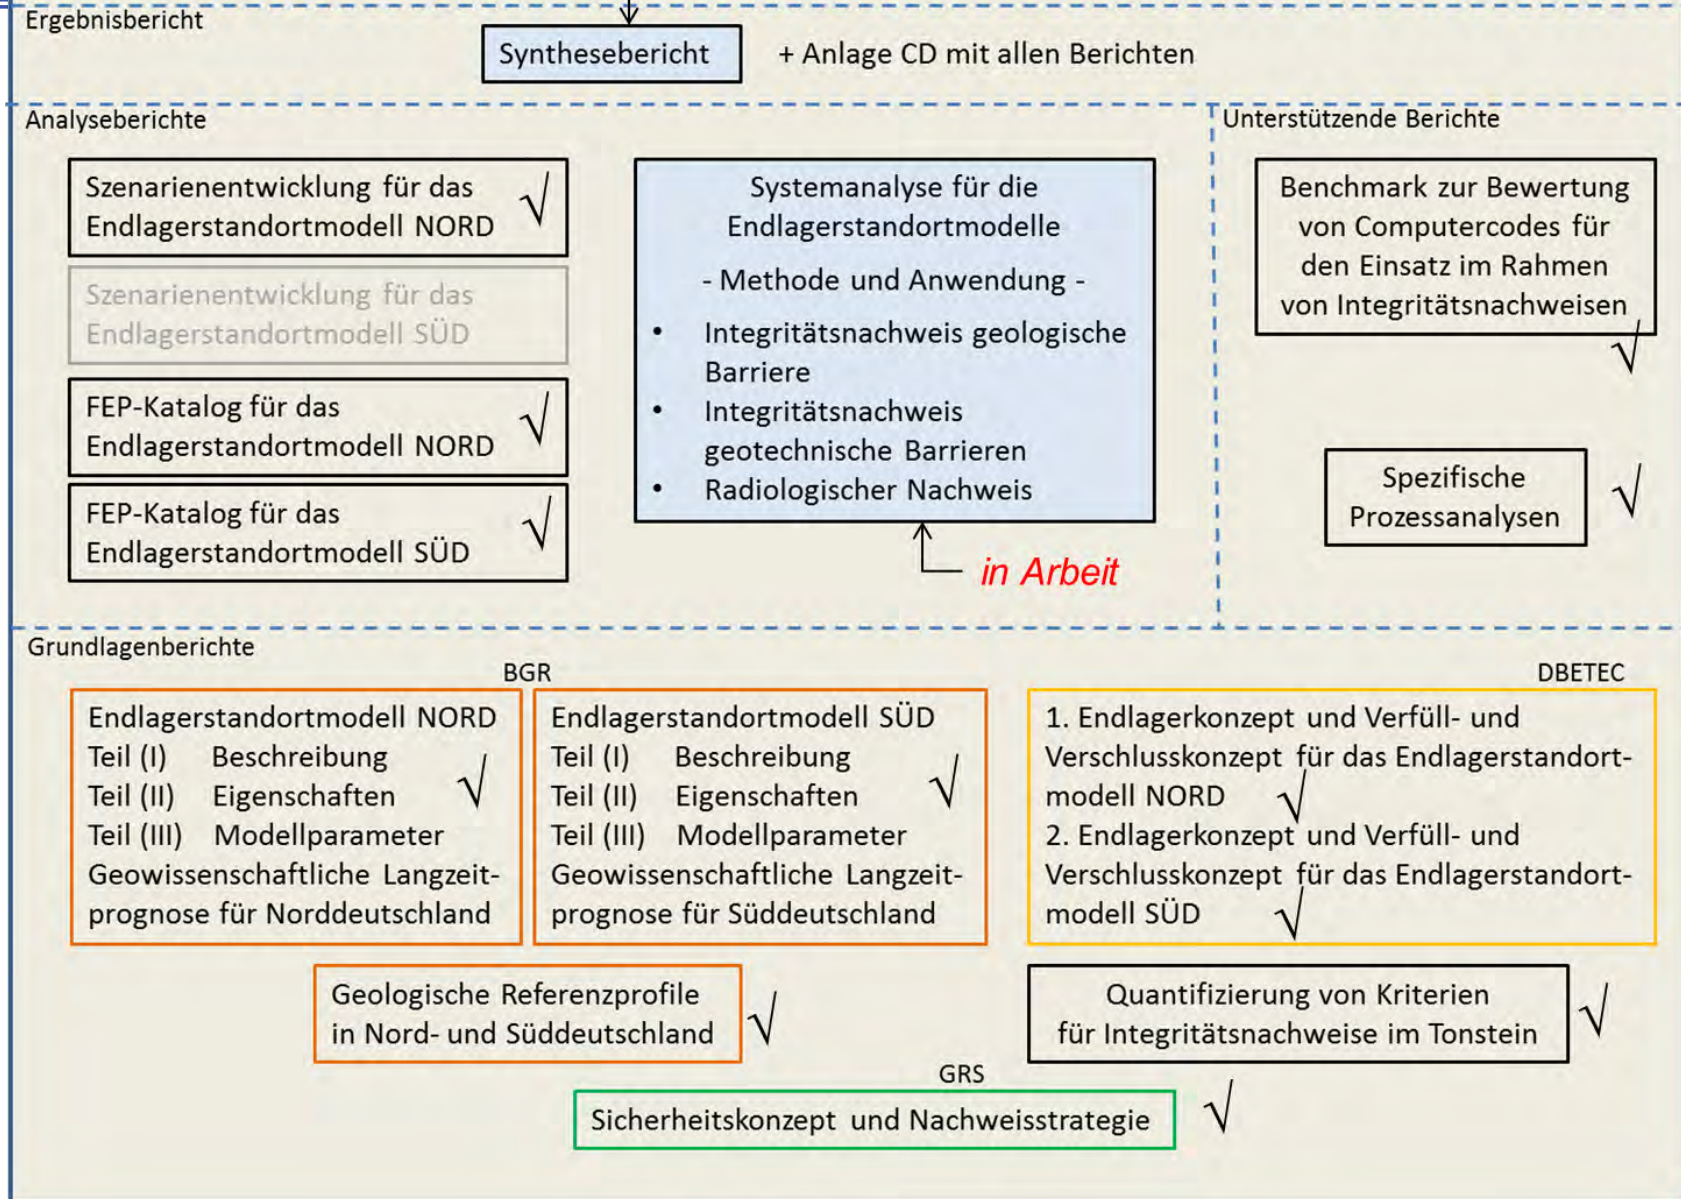 Ergebnisbericht
Synthesebericht
+ Anlage CD mit allen Berichten
Analyseberichte
Szenarienentwicklung für das
Endlagerstandortmodell NORD
√
Szenarienentwicklung für das
Endlagerstandortmodell SÜD
FEP-Katalog für das
Endlagerstandortmodell NORD
√
FEP-Katalog für das
Endlagerstandortmodell SÜD
√
Systemanalyse für die
Endlagerstandortmodelle
- Methode und Anwendung -
• Integritätsnachweis geologische
Barriere
• Integritätsnachweis
geotechnische Barrieren
• Radiologischer Nachweis
in Arbeit
Unterstützende Berichte
Benchmark zur Bewertung
von Computercodes für
den Einsatz im Rahmen
von Integritätsnachweisen
√
Spezifische
Prozessanalysen
√
Grundlagenberichte
BGR
Endlagerstandortmodell NORD
Teil (I) Beschreibung
Teil (II) Eigenschaften
Teil (III) Modellparameter
Geowissenschaftliche Langzeit-
prognose für Norddeutschland
√
Endlagerstandortmodell SÜD
Teil (I) Beschreibung
Teil (II) Eigenschaften
Teil (III) Modellparameter
Geowissenschaftliche Langzeit-
prognose für Süddeutschland
√
DBETEC
1. Endlagerkonzept und Verfüll- und
Verschlusskonzept für das Endlagerstandort-
modell NORD √
2. Endlagerkonzept und Verfüll- und
Verschlusskonzept für das Endlagerstandort-
modell SÜD √
Geologische Referenzprofile
in Nord- und Süddeutschland
√
Quantifizierung von Kriterien
für Integritätsnachweise im Tonstein
√
GRS
Sicherheitskonzept und Nachweisstrategie
√